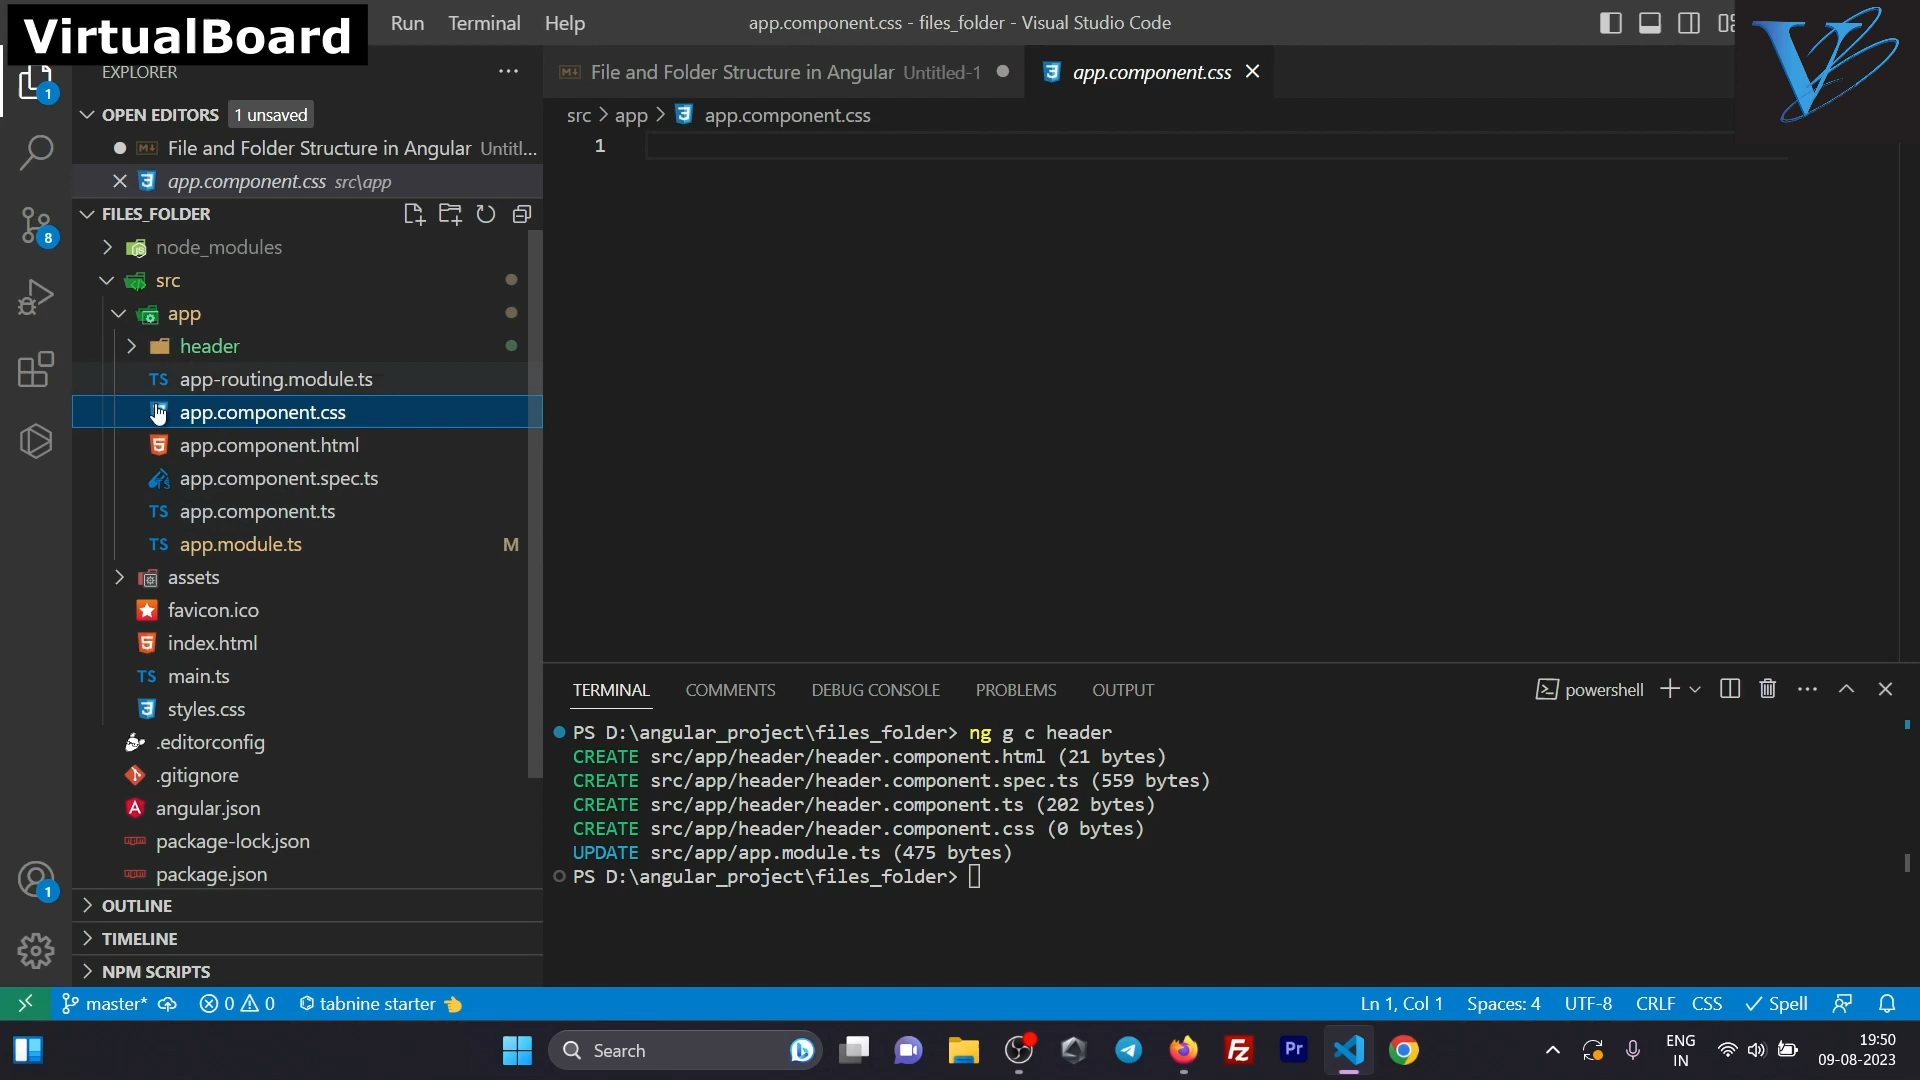 VirtualBoard
Run Terminal Help
app.component.css - files_folder - Visual Studio Code
EXPLORER
File and Folder Structure in Angular Untitled-1
app.component.css
src > app > app.component.css
1
OPEN EDITORS 1 unsaved
File and Folder Structure in Angular Untitl...
app.component.css src\app
FILES_FOLDER
node_modules
src
app
header
TS app-routing.module.ts
app.component.css
app.component.html
app.component.spec.ts
TS app.component.ts
TS app.module.ts M
assets
favicon.ico
index.html
TS main.ts
styles.css
.editorconfig
.gitignore
angular.json
package-lock.json
package.json
OUTLINE
TIMELINE
NPM SCRIPTS
1
8
1
TERMINAL COMMENTS DEBUG CONSOLE PROBLEMS OUTPUT
powershell
PS D:\angular_project\files_folder> ng g c header
CREATE src/app/header/header.component.html (21 bytes)
CREATE src/app/header/header.component.spec.ts (559 bytes)
CREATE src/app/header/header.component.ts (202 bytes)
CREATE src/app/header/header.component.css (0 bytes)
UPDATE src/app/app.module.ts (475 bytes)
PS D:\angular_project\files_folder>
master* 0 0 tabnine starter
Ln 1, Col 1 Spaces: 4 UTF-8 CRLF CSS Spell
Search
Fz
Pr
ENG
IN
19:50
09-08-2023